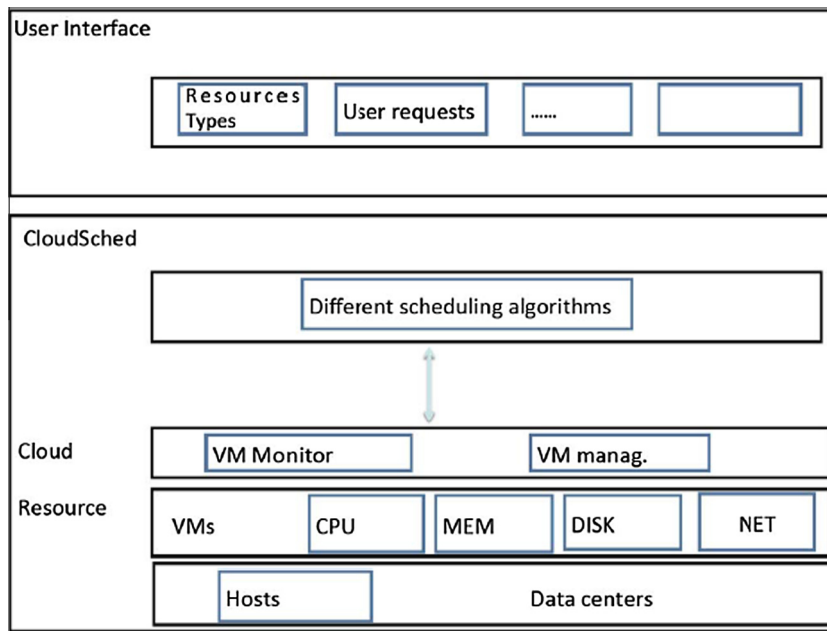 User Interface
Resources
Types
User requests
......
CloudSched
Different scheduling algorithms
Cloud
VM Monitor
VM manag.
Resource
VMs
CPU
MEM
DISK
NET
Hosts
Data centers